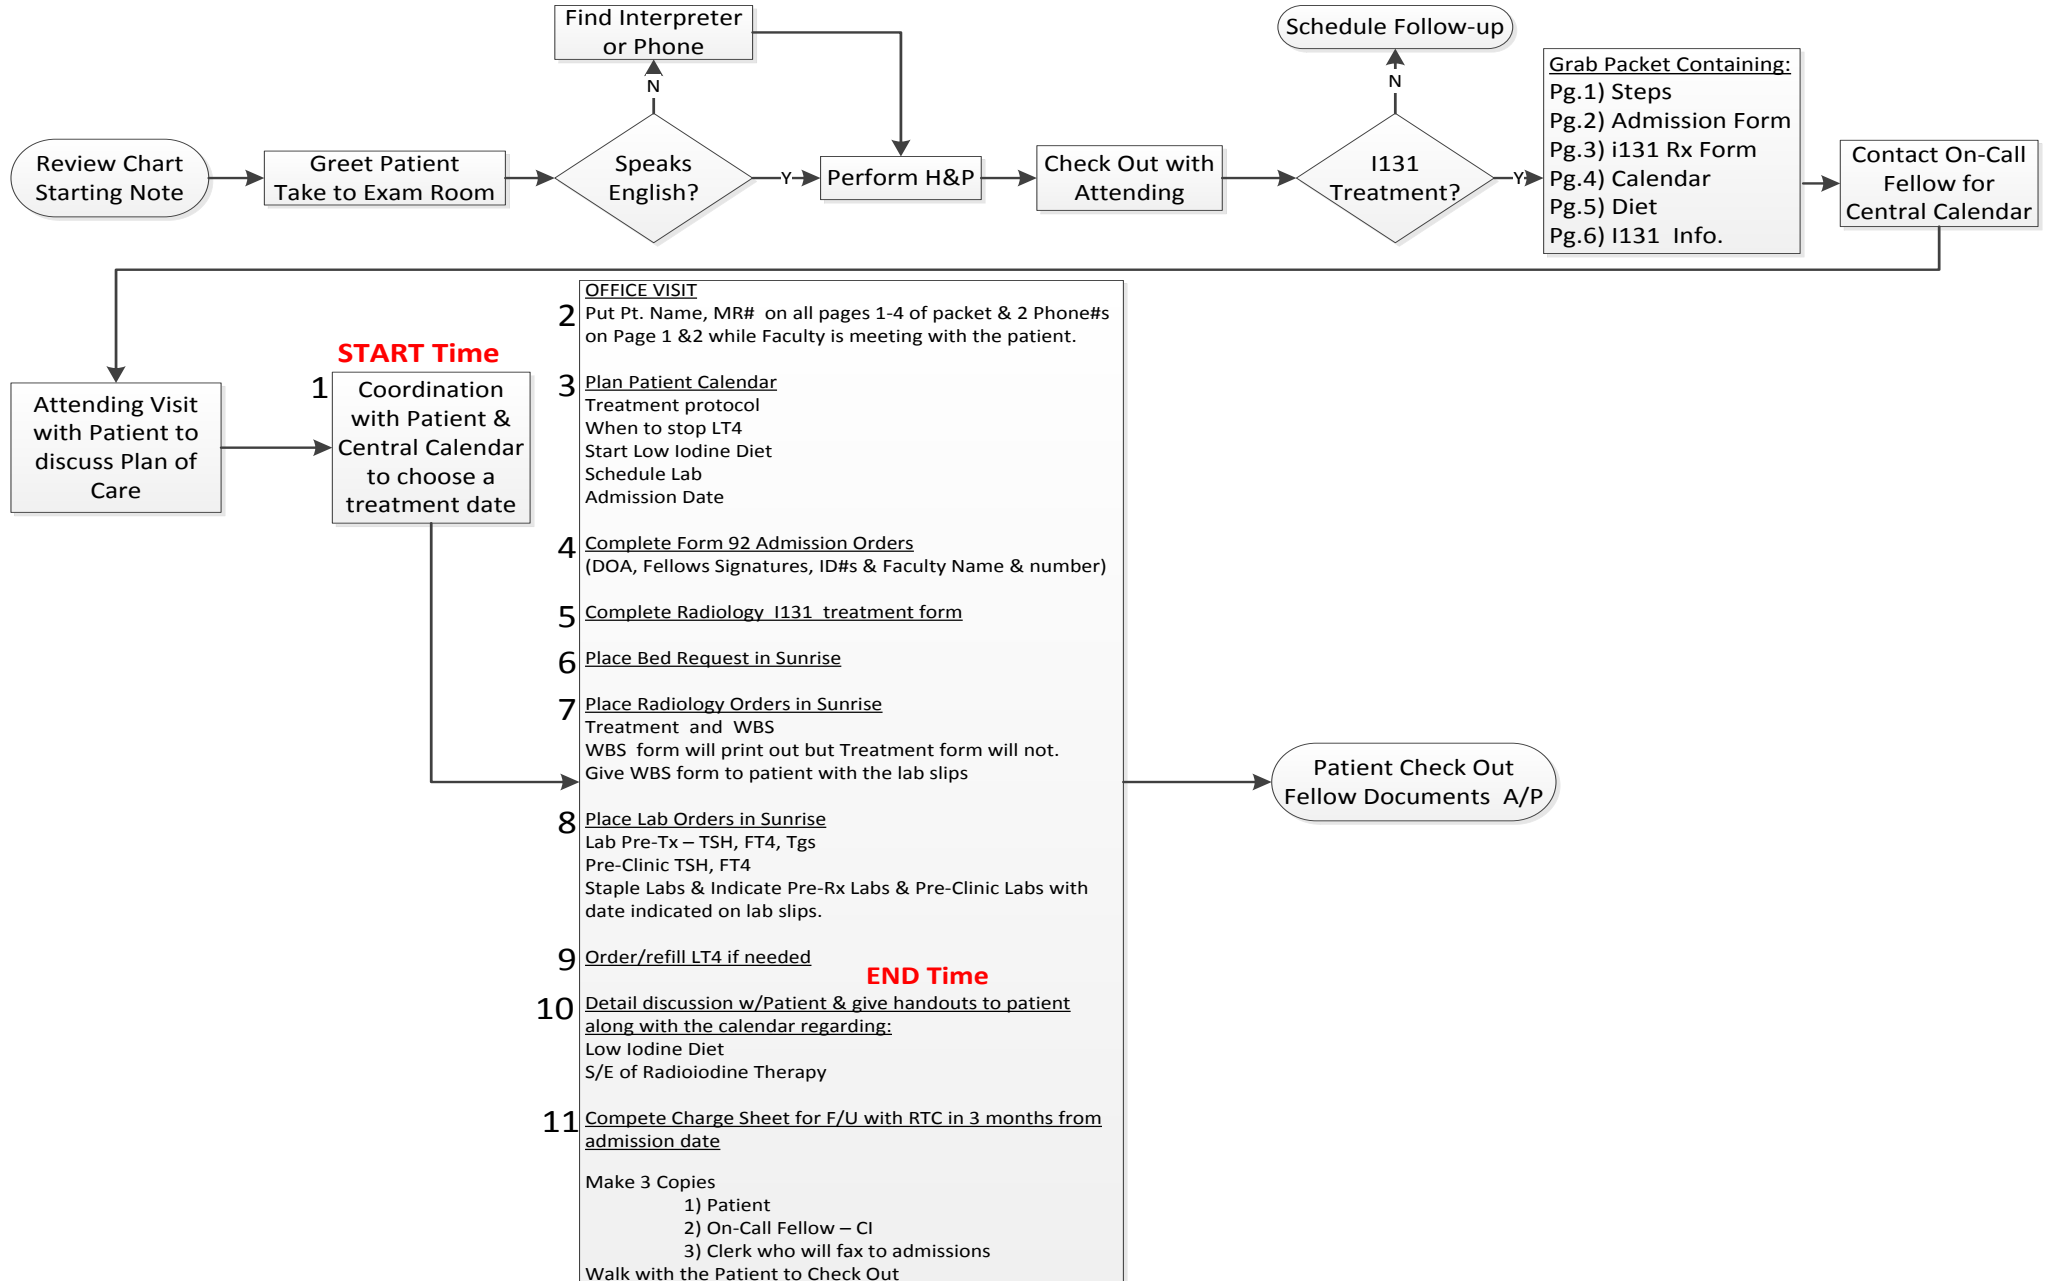 Find Interpreter
or Phone
Schedule Follow-up
N
N
Review Chart
Starting Note
Greet Patient
Take to Exam Room
Speaks
English?
Y
Perform H&P
Check Out with
Attending
I131
Treatment?
Y
Grab Packet Containing:
Pg.1) Steps
Pg.2) Admission Form
Pg.3) i131 Rx Form
Pg.4) Calendar
Pg.5) Diet
Pg.6) I131 Info.
Contact On-Call
Fellow for
Central Calendar
Attending Visit
with Patient to
discuss Plan of
Care
START Time
1
Coordination
with Patient &
Central Calendar
to choose a
treatment date
OFFICE VISIT
2 Put Pt. Name, MR# on all pages 1-4 of packet & 2 Phone#s
on Page 1 &2 while Faculty is meeting with the patient.
3 Plan Patient Calendar
Treatment protocol
When to stop LT4
Start Low Iodine Diet
Schedule Lab
Admission Date
4 Complete Form 92 Admission Orders
(DOA, Fellows Signatures, ID#s & Faculty Name & number)
5 Complete Radiology I131 treatment form
6 Place Bed Request in Sunrise
7 Place Radiology Orders in Sunrise
Treatment and WBS
WBS form will print out but Treatment form will not.
Give WBS form to patient with the lab slips
8 Place Lab Orders in Sunrise
Lab Pre-Tx – TSH, FT4, Tgs
Pre-Clinic TSH, FT4
Staple Labs & Indicate Pre-Rx Labs & Pre-Clinic Labs with
date indicated on lab slips.
9 Order/refill LT4 if needed
END Time
10 Detail discussion w/Patient & give handouts to patient
along with the calendar regarding:
Low Iodine Diet
S/E of Radioiodine Therapy
11 Compete Charge Sheet for F/U with RTC in 3 months from
admission date
Make 3 Copies
1) Patient
2) On-Call Fellow – CI
3) Clerk who will fax to admissions
Walk with the Patient to Check Out
Patient Check Out
Fellow Documents A/P